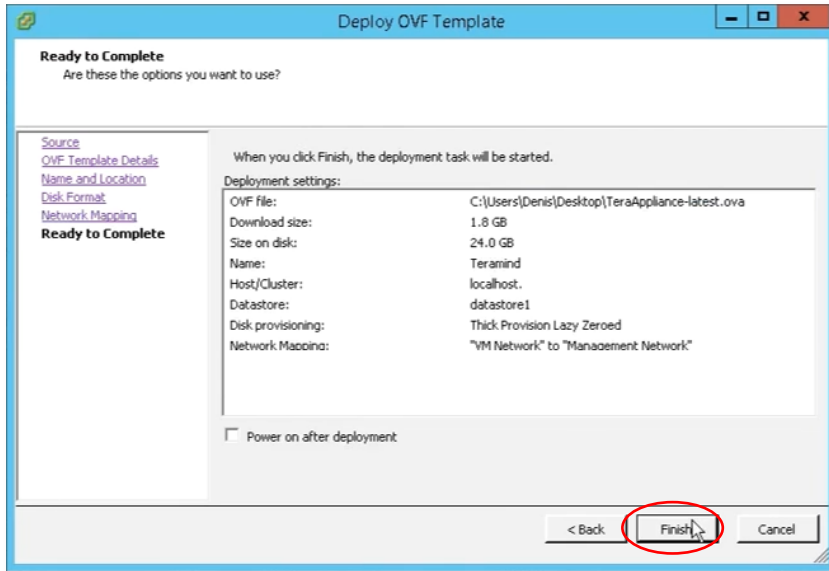 Deploy OVF Template
Ready to Complete
Are these the options you want to use?
Source
OVF Template Details
Name and Location
Disk Format
Network Mapping
Ready to Complete
When you click Finish, the deployment task will be started.
Deployment settings:
OVF file: C:\Users\Denis\Desktop\TeraAppliance-latest.ova
Download size: 1.8 GB
Size on disk: 24.0 GB
Name: Teramind
Host/Cluster: localhost.
Datastore: datastore1
Disk provisioning: Thick Provision Lazy Zeroed
Network Mapping: "VM Network" to "Management Network"
Power on after deployment
< Back Finish Cancel